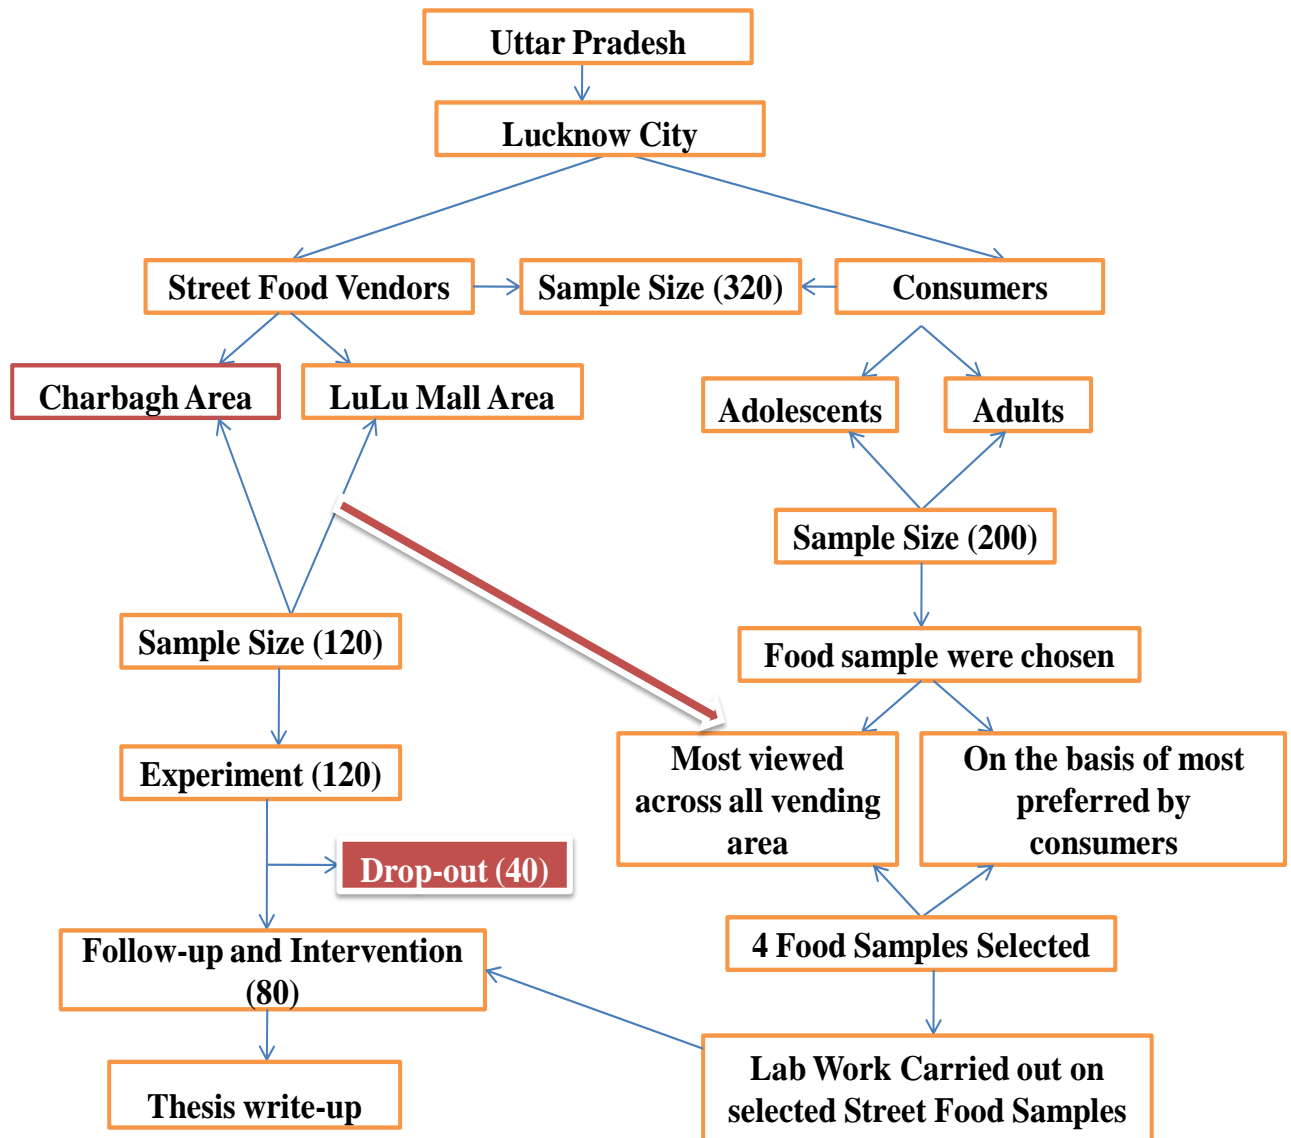 Uttar Pradesh
Lucknow City
Street Food Vendors
Sample Size (320)
Consumers
Charbagh Area
LuLu Mall Area
Adolescents
Adults
Sample Size (200)
Sample Size (120)
Food sample were chosen
Experiment (120)
Most viewed
across all vending
area
On the basis of most
preferred by
consumers
Drop-out (40)
Follow-up and Intervention
(80)
4 Food Samples Selected
Lab Work Carried out on
selected Street Food Samples
Thesis write-up